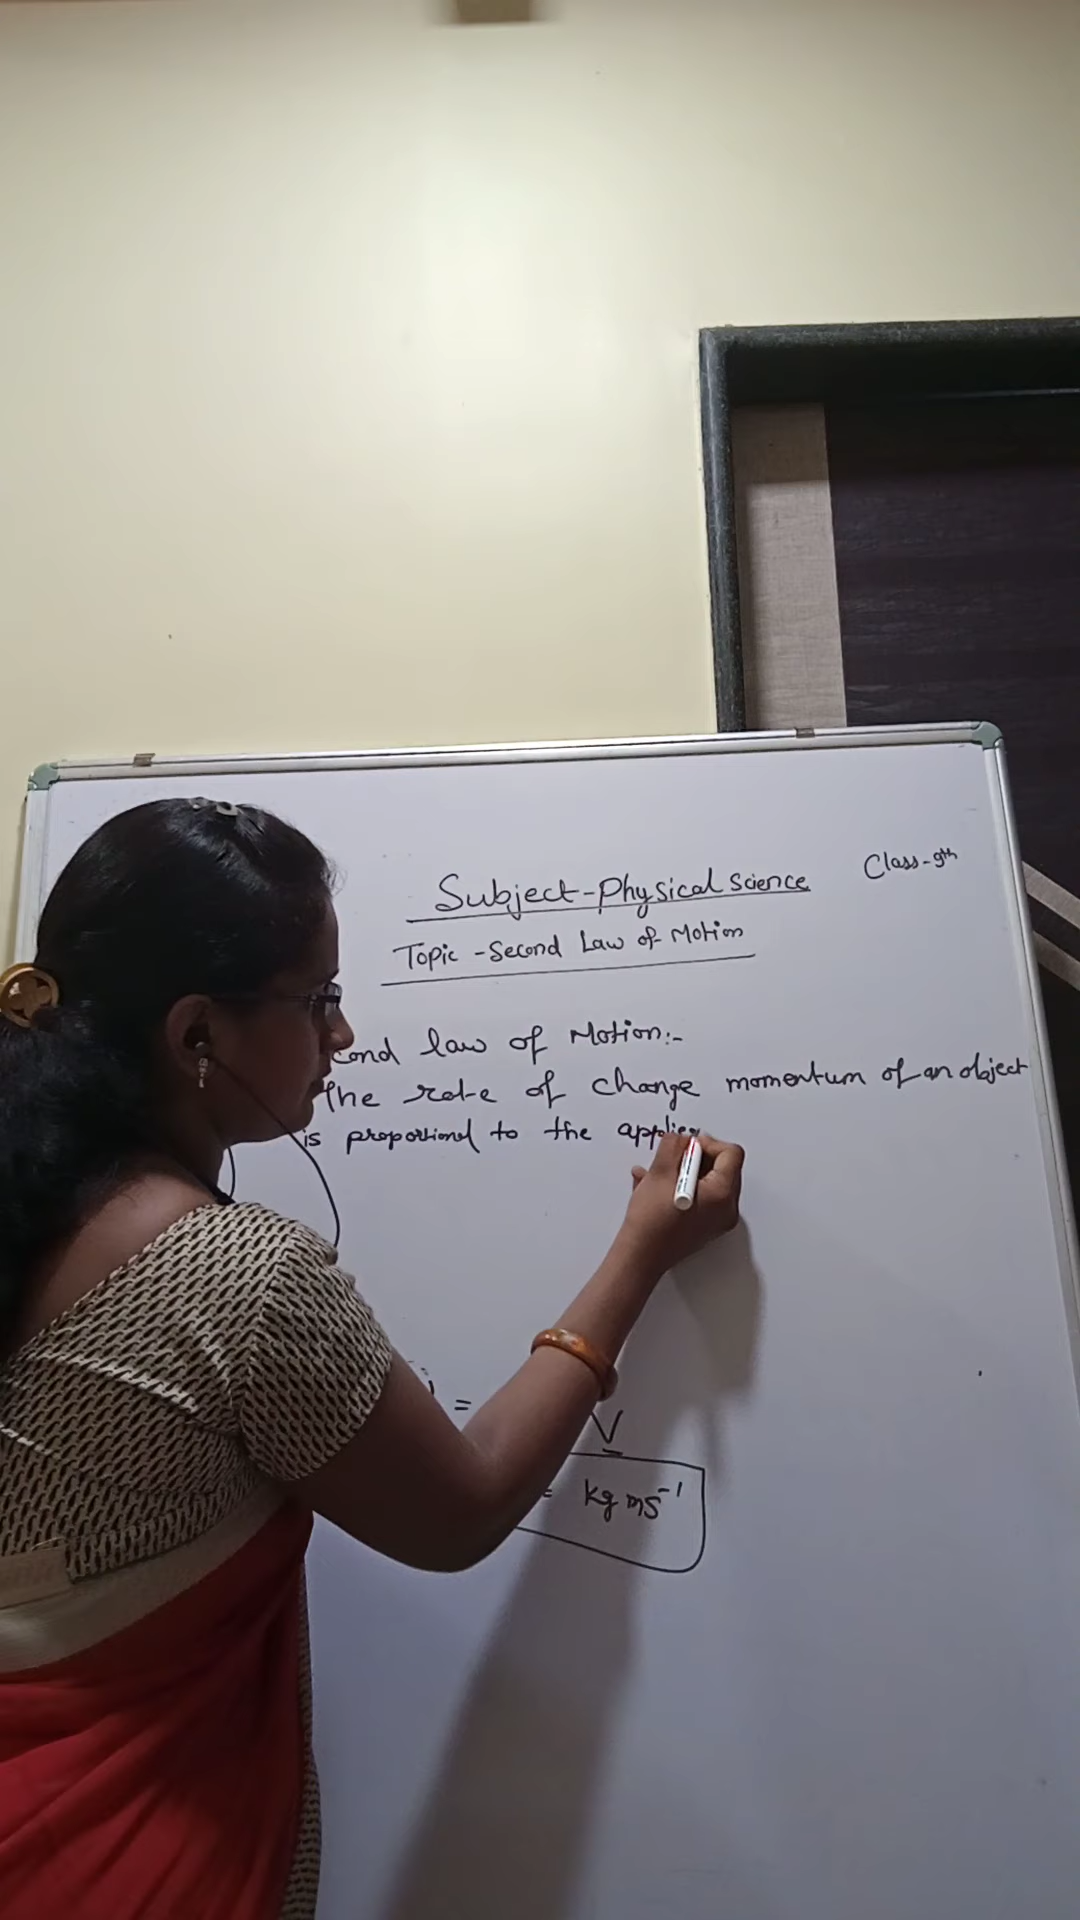 Subject-Physical Science
Class-9th
Topic -Second Law of Motion
cond law of Motion:-
The rate of change momentum of an object
is proportional to the applied
=
V
= kg ms⁻¹